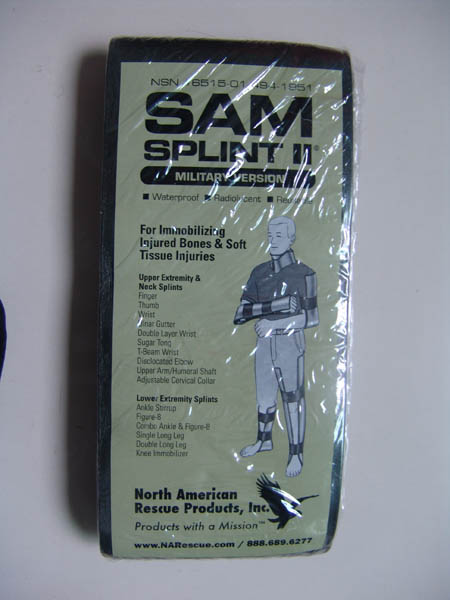 NSN - 6515-01-494-1951
SAM
SPLINT II®
MILITARY VERSION
■ Waterproof ■ Radiolucent ■ Reusable
For Immobilizing
Injured Bones & Soft
Tissue Injuries
Upper Extremity &
Neck Splints
Finger
Thumb
Wrist
Ulnar Gutter
Double Layer Wrist
Sugar Tong
T-Beam Wrist
Dislocated Elbow
Upper Arm/Humeral Shaft
Adjustable Cervical Collar
Lower Extremity Splints
Ankle Stirrup
Figure-8
Combo Ankle & Figure-8
Single Long Leg
Double Long Leg
Knee Immobilizer
North American
Rescue Products, Inc.
Products with a Mission™
www.NARescue.com / 888.689.6277